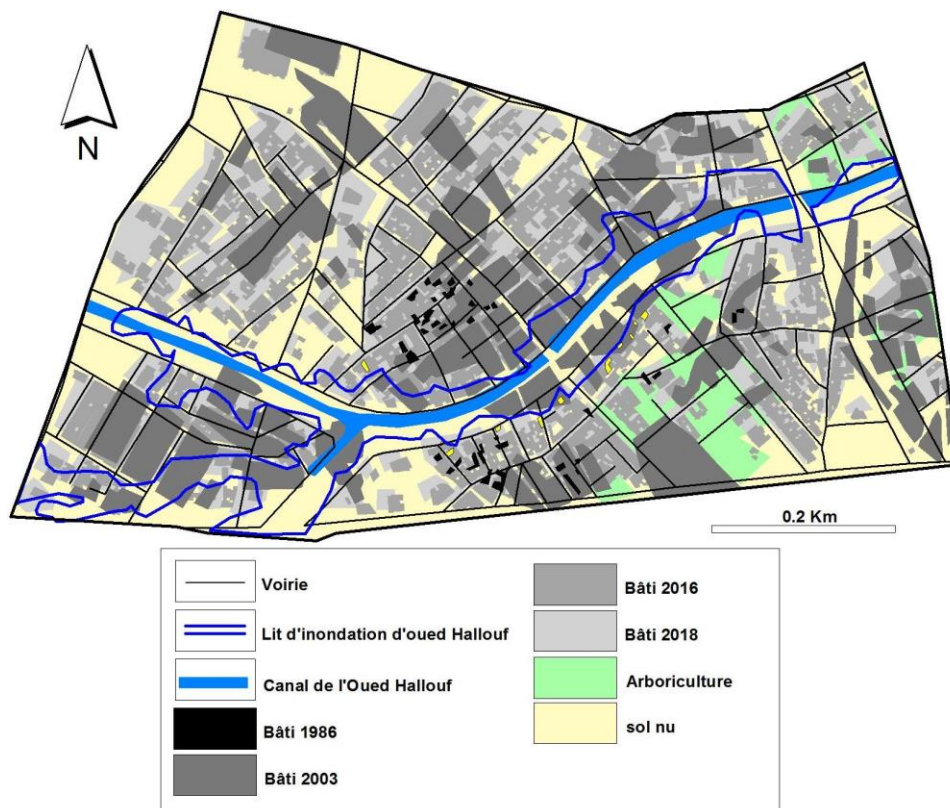 N
0.2 Km
Voirie
Lit d'inondation d'oued Hallouf
Canal de l'Oued Hallouf
Bâti 1986
Bâti 2003
Bâti 2016
Bâti 2018
Arboriculture
sol nu